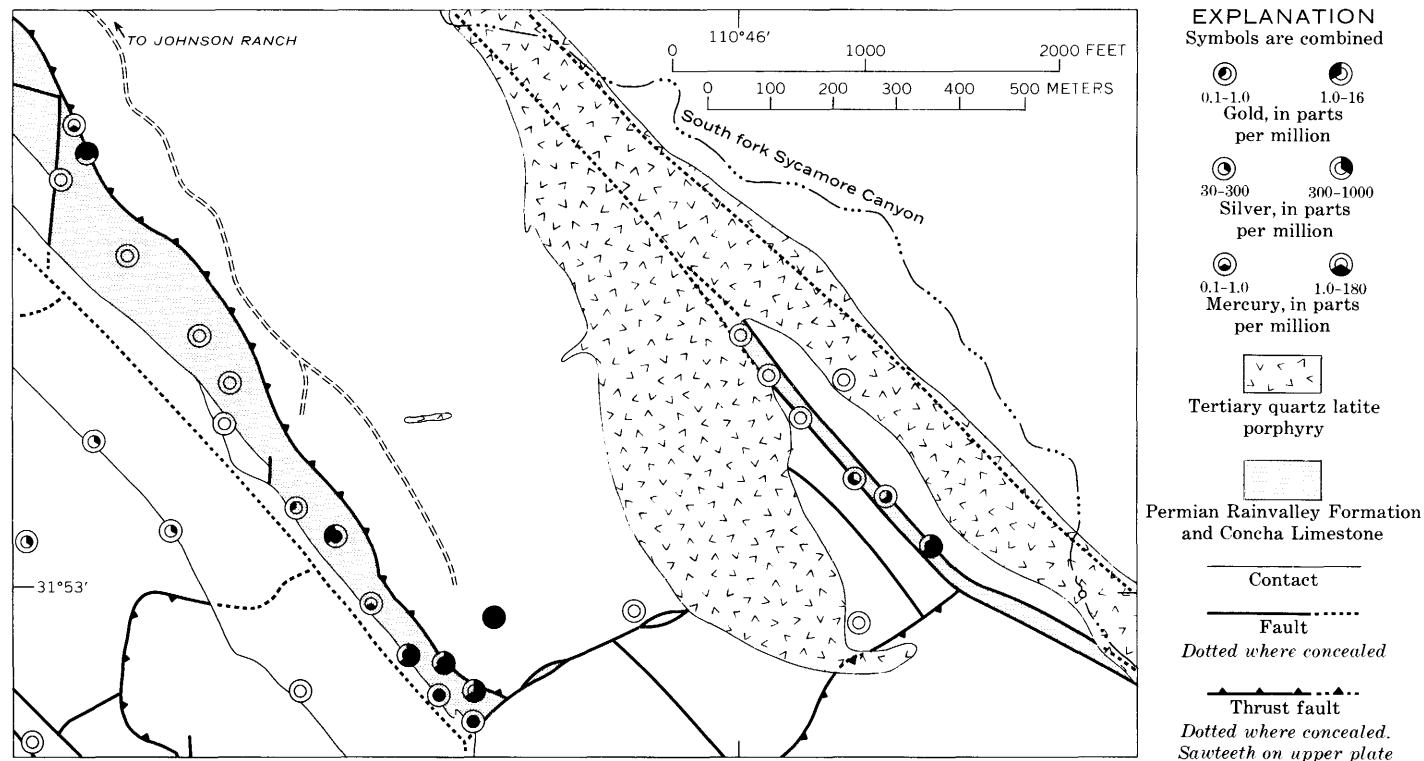 TO JOHNSON RANCH
110°46'
0 1000 2000 FEET
0 100 200 300 400 500 METERS
South fork Sycamore Canyon
31°53'
EXPLANATION
Symbols are combined
0.1–1.0 1.0–16
Gold, in parts
per million
30–300 300–1000
Silver, in parts
per million
0.1–1.0 1.0–180
Mercury, in parts
per million
Tertiary quartz latite
porphyry
Permian Rainvalley Formation
and Concha Limestone
Contact
Fault
Dotted where concealed
Thrust fault
Dotted where concealed.
Sawteeth on upper plate